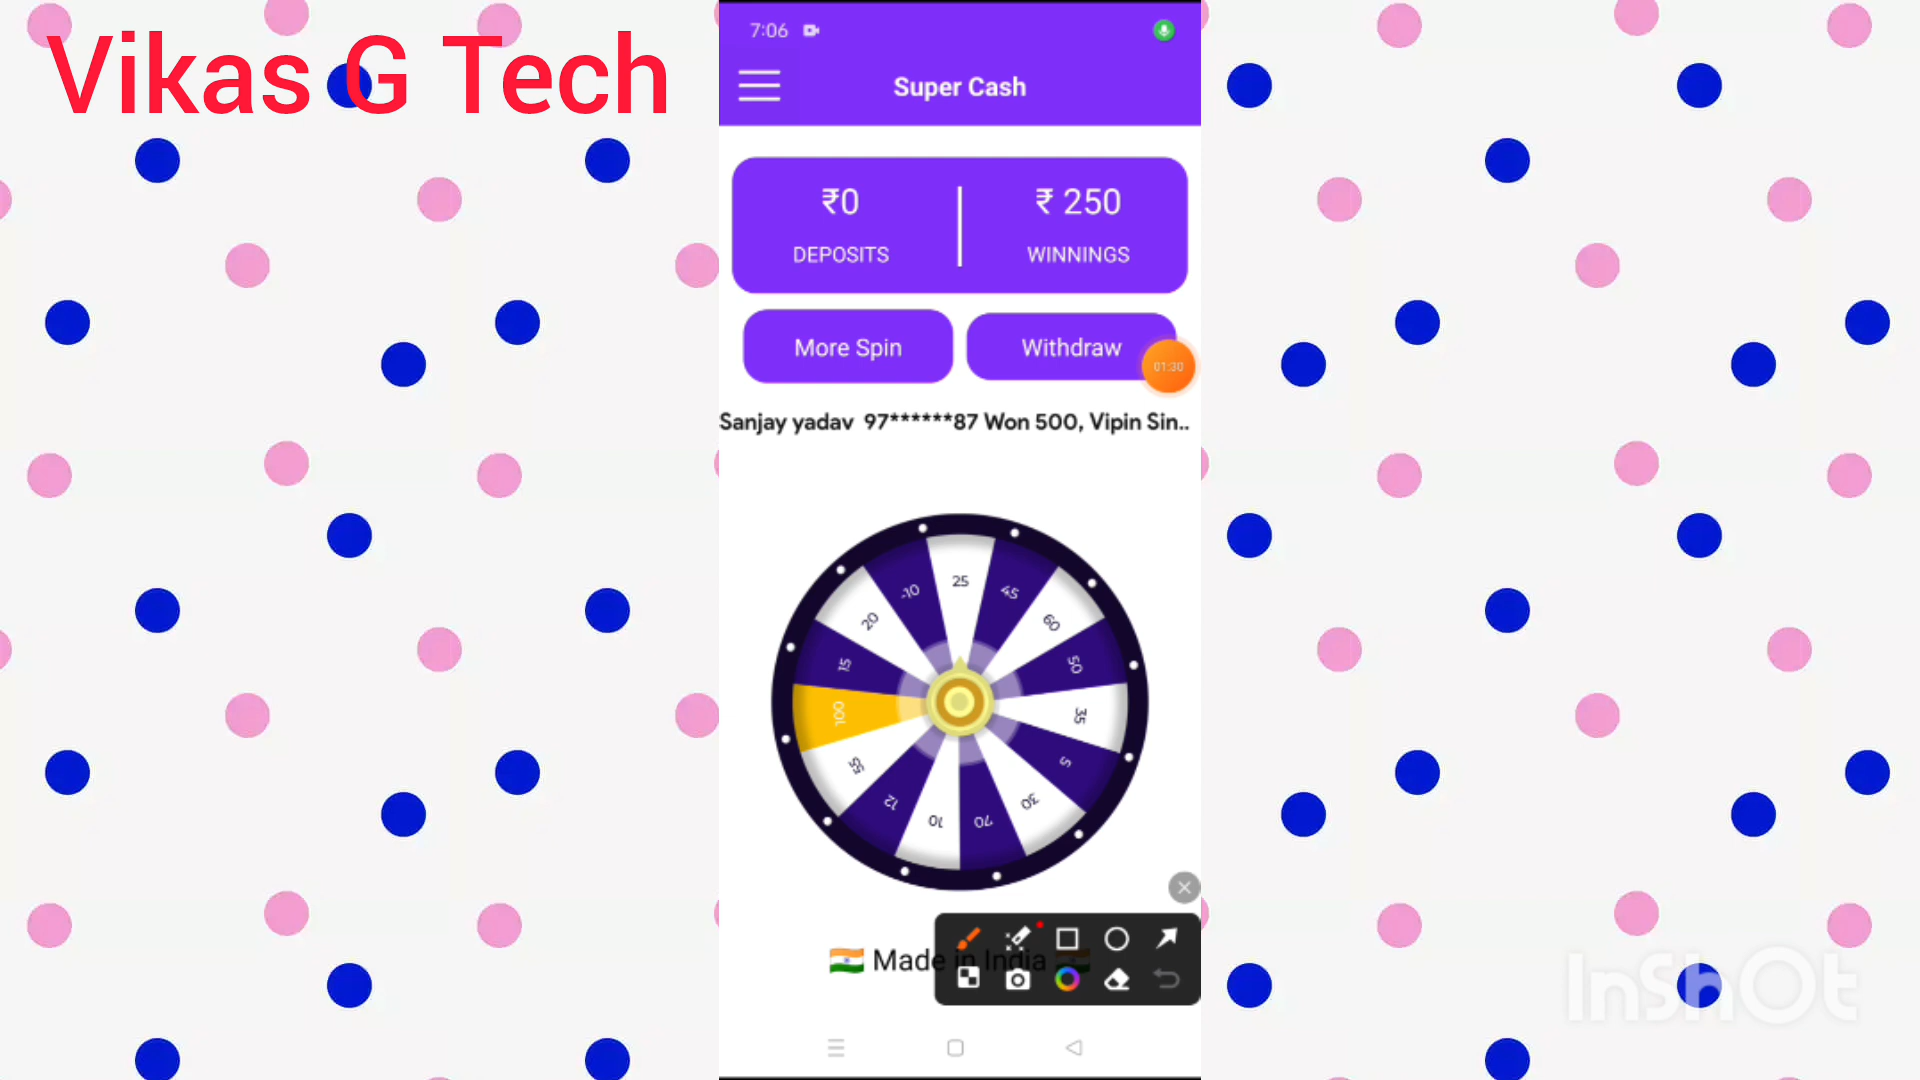 Vikas G Tech
7:06
Super Cash
₹0
₹ 250
DEPOSITS
WINNINGS
More Spin
Withdraw
01:30
Sanjay yadav 97******87 Won 500, Vipin Sin..
25
45
60
50
35
5
30
70
10
12
55
100
15
20
-10
🇮🇳 Made in India 🇮🇳
InShOt